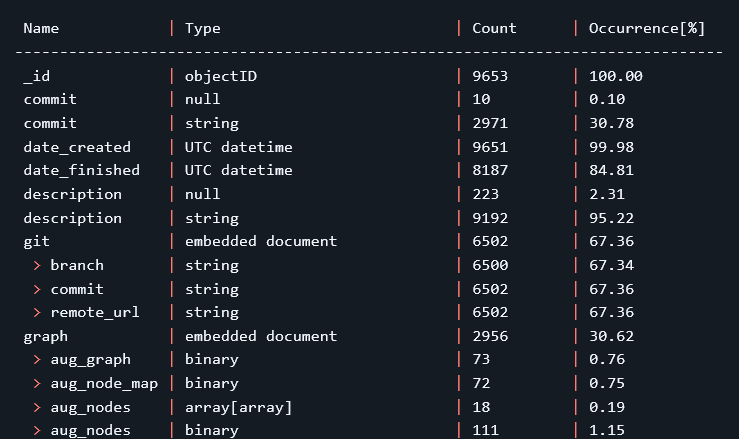 Name | Type | Count | Occurrence[%]
--------------------------------------------------------------------------------
_id | objectID | 9653 | 100.00
commit | null | 10 | 0.10
commit | string | 2971 | 30.78
date_created | UTC datetime | 9651 | 99.98
date_finished | UTC datetime | 8187 | 84.81
description | null | 223 | 2.31
description | string | 9192 | 95.22
git | embedded document | 6502 | 67.36
> branch | string | 6500 | 67.34
> commit | string | 6502 | 67.36
> remote_url | string | 6502 | 67.36
graph | embedded document | 2956 | 30.62
> aug_graph | binary | 73 | 0.76
> aug_node_map | binary | 72 | 0.75
> aug_nodes | array[array] | 18 | 0.19
> aug_nodes | binary | 111 | 1.15